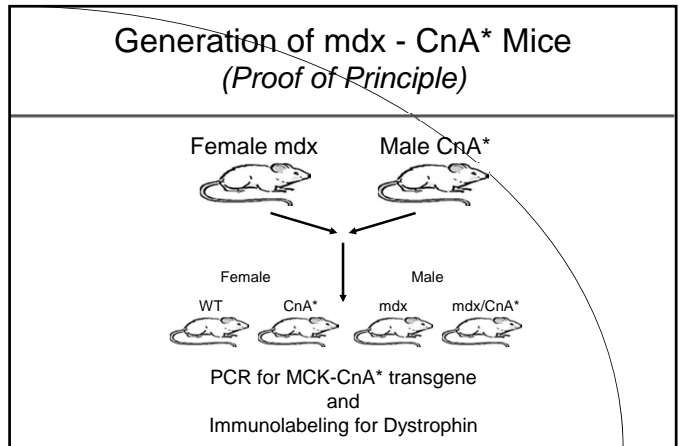 Generation of mdx - CnA* Mice
(Proof of Principle)
Female mdx Male CnA*
Female Male
WT CnA* mdx mdx/CnA*
PCR for MCK-CnA* transgene
and
Immunolabeling for Dystrophin